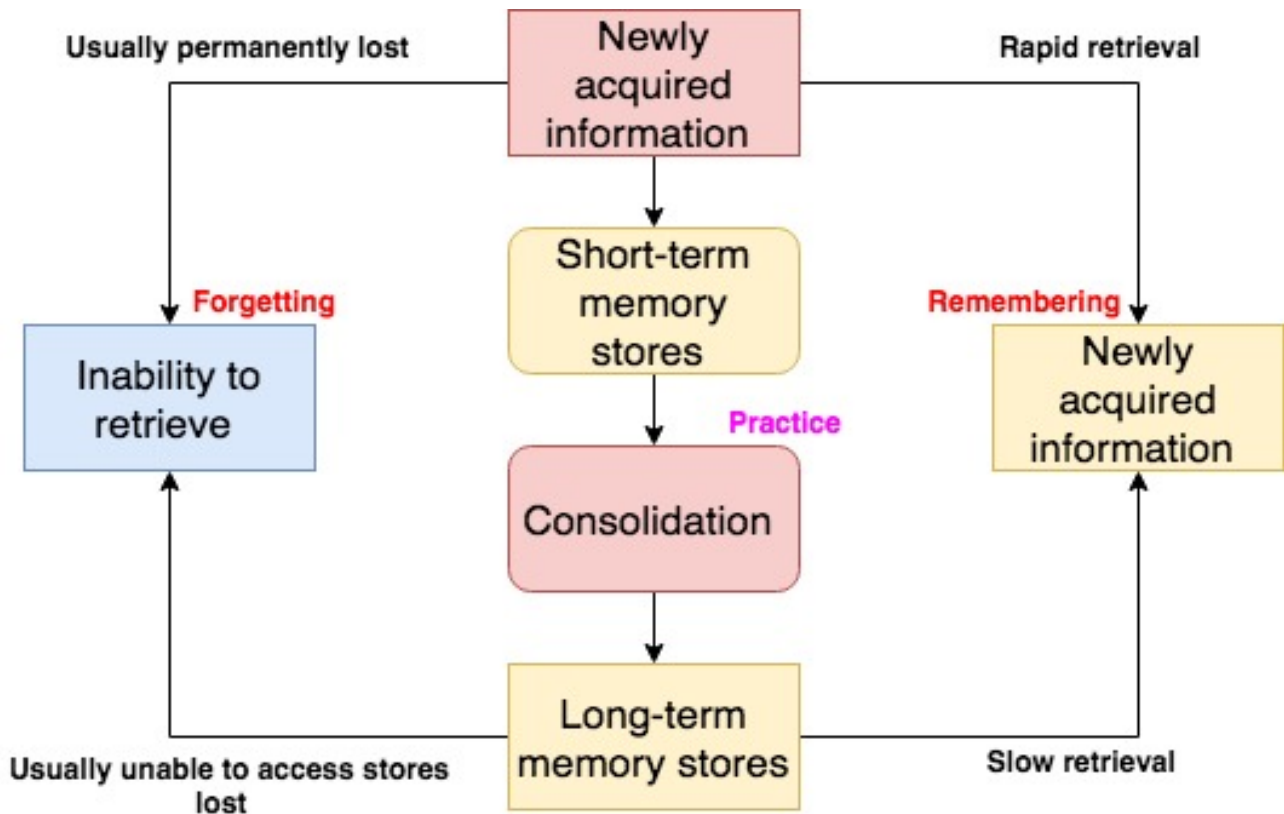 Usually permanently lost
Newly
acquired
information
Rapid retrieval
Short-term
memory
stores
Forgetting
Remembering
Inability to
retrieve
Newly
acquired
information
Practice
Consolidation
Long-term
memory stores
Usually unable to access stores
lost
Slow retrieval